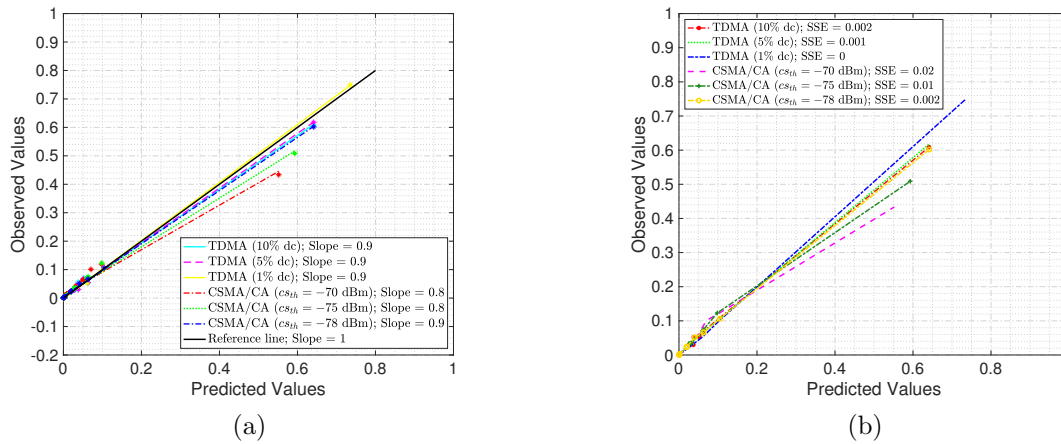 1
0.9
0.8
0.7
0.6
0.5
0.4
0.3
0.2
0.1
0
-0.1
-0.2
Observed Values
0 0.2 0.4 0.6 0.8 1
Predicted Values
TDMA (10% dc); Slope = 0.9
TDMA (5% dc); Slope = 0.9
TDMA (1% dc); Slope = 0.9
CSMA/CA (cs_th = −70 dBm); Slope = 0.8
CSMA/CA (cs_th = −75 dBm); Slope = 0.8
CSMA/CA (cs_th = −78 dBm); Slope = 0.9
Reference line; Slope = 1
(a)
1
0.9
0.8
0.7
0.6
0.5
0.4
0.3
0.2
0.1
0
Observed Values
0 0.2 0.4 0.6 0.8
Predicted Values
TDMA (10% dc); SSE = 0.002
TDMA (5% dc); SSE = 0.001
TDMA (1% dc); SSE = 0
CSMA/CA (cs_th = −70 dBm); SSE = 0.02
CSMA/CA (cs_th = −75 dBm); SSE = 0.01
CSMA/CA (cs_th = −78 dBm); SSE = 0.002
(b)